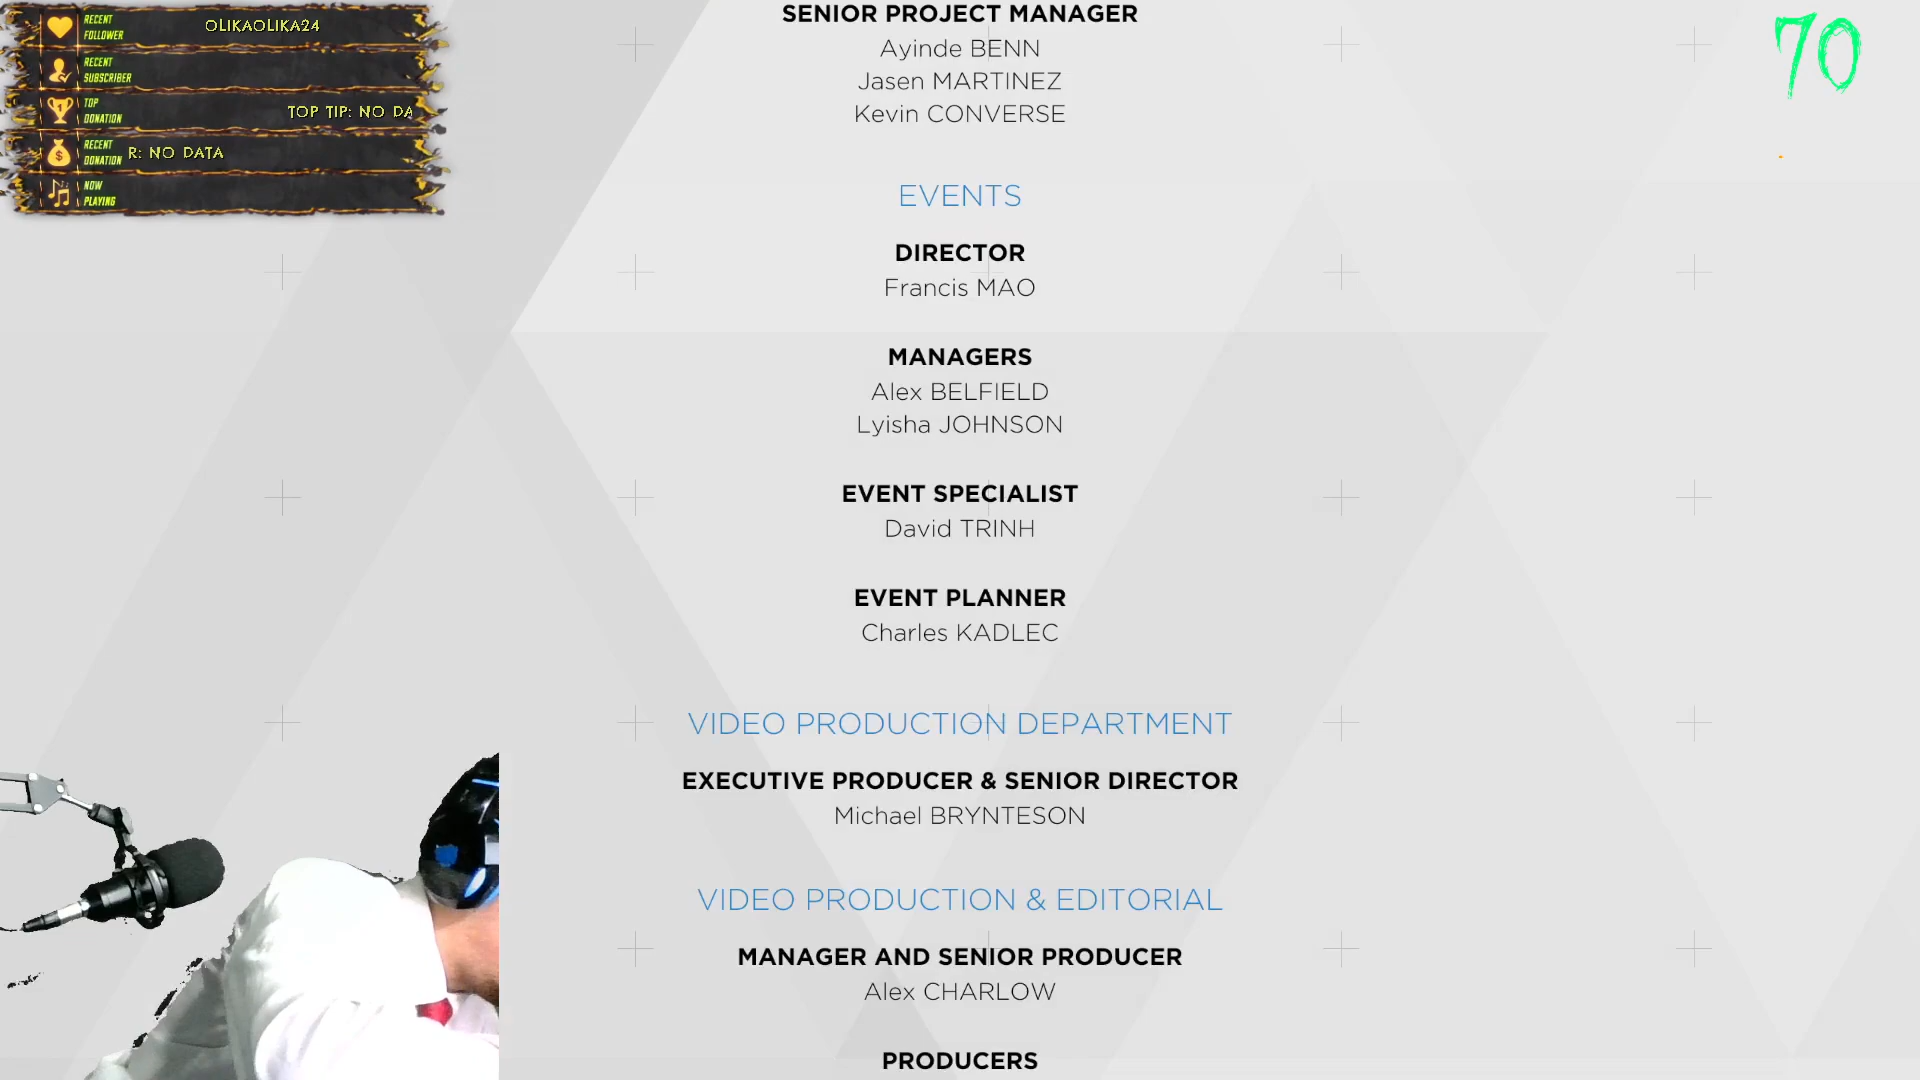 RECENT
FOLLOWER
OLIKAOLIKA24
RECENT
SUBSCRIBER
TOP
DONATION
TOP TIP: NO DA
RECENT
DONATION
R: NO DATA
NOW
PLAYING
70
SENIOR PROJECT MANAGER
Ayinde BENN
Jasen MARTINEZ
Kevin CONVERSE
EVENTS
DIRECTOR
Francis MAO
MANAGERS
Alex BELFIELD
Lyisha JOHNSON
EVENT SPECIALIST
David TRINH
EVENT PLANNER
Charles KADLEC
VIDEO PRODUCTION DEPARTMENT
EXECUTIVE PRODUCER & SENIOR DIRECTOR
Michael BRYNTESON
VIDEO PRODUCTION & EDITORIAL
MANAGER AND SENIOR PRODUCER
Alex CHARLOW
PRODUCERS